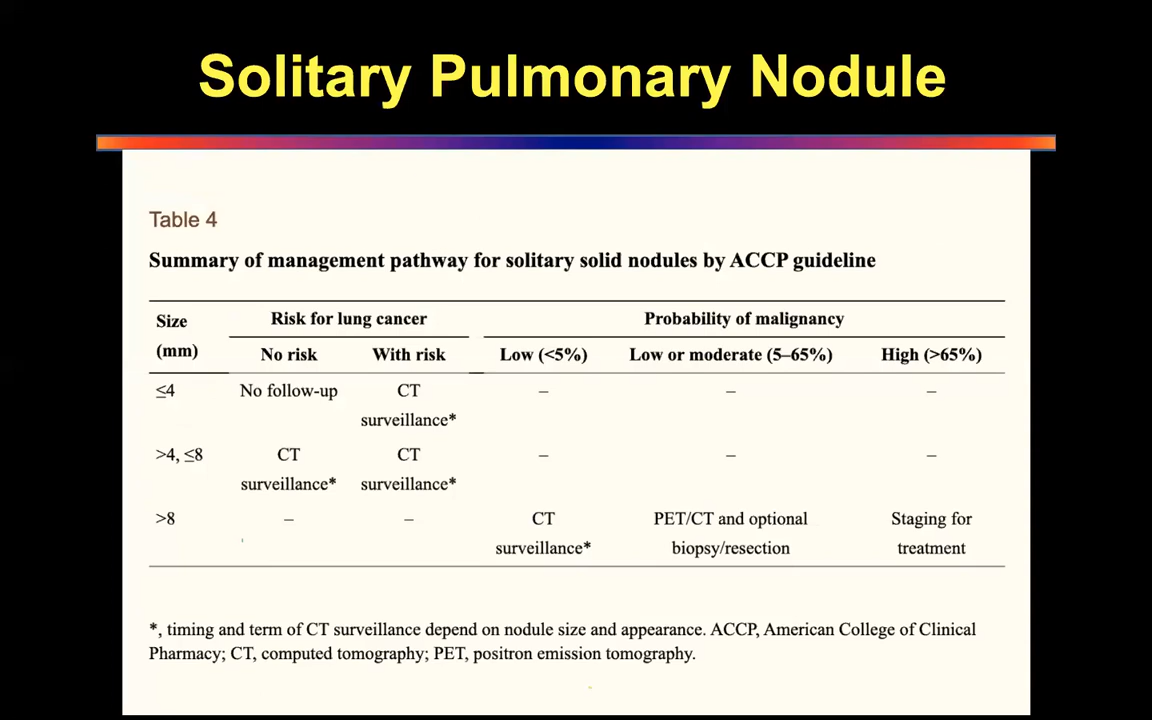 Solitary Pulmonary Nodule
Table 4
Summary of management pathway for solitary solid nodules by ACCP guideline
Size (mm) Risk for lung cancer Probability of malignancy
No risk With risk Low (<5%) Low or moderate (5–65%) High (>65%)
≤4 No follow-up CT surveillance* – – –
>4, ≤8 CT surveillance* CT surveillance* – – –
>8 – – CT surveillance* PET/CT and optional biopsy/resection Staging for treatment
*, timing and term of CT surveillance depend on nodule size and appearance. ACCP, American College of Clinical
Pharmacy; CT, computed tomography; PET, positron emission tomography.